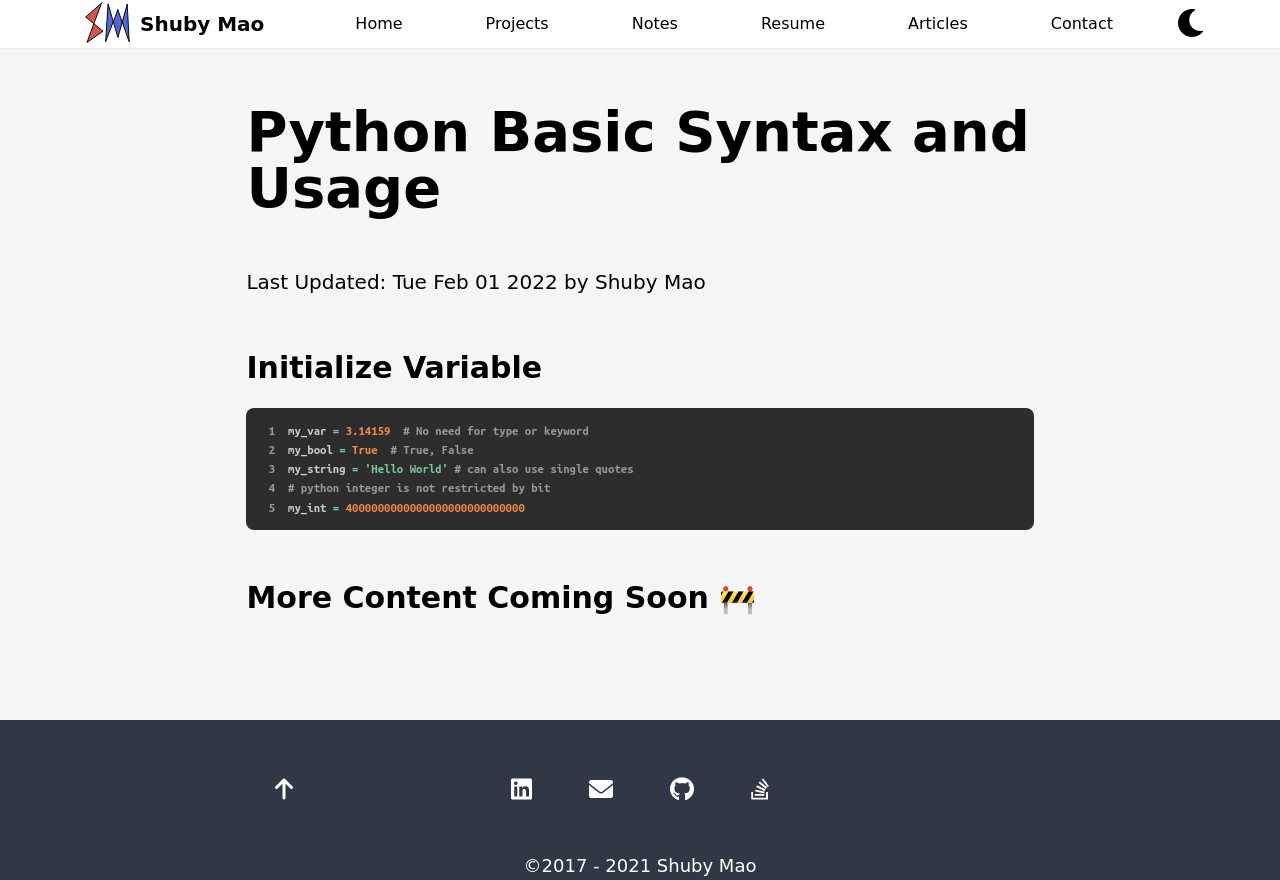 Shuby Mao
Home
Projects
Notes
Resume
Articles
Contact
Python Basic Syntax and
Usage
Last Updated: Tue Feb 01 2022 by Shuby Mao
Initialize Variable
1 my_var = 3.14159  # No need for type or keyword
2 my_bool = True  # True, False
3 my_string = 'Hello World' # can also use single quotes
4 # python integer is not restricted by bit
5 my_int = 4000000000000000000000000000
More Content Coming Soon 🚧
©2017 - 2021 Shuby Mao